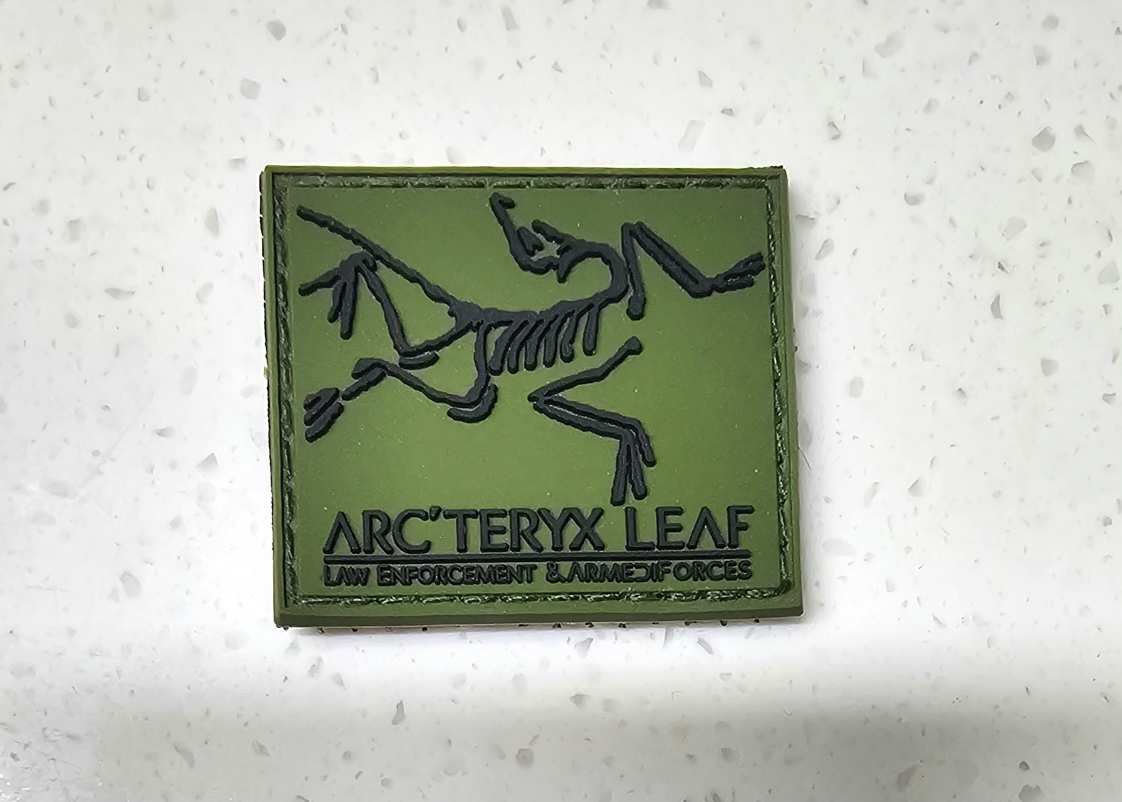 ARC'TERYX LEAF
LAW ENFORCEMENT & ARMED FORCES